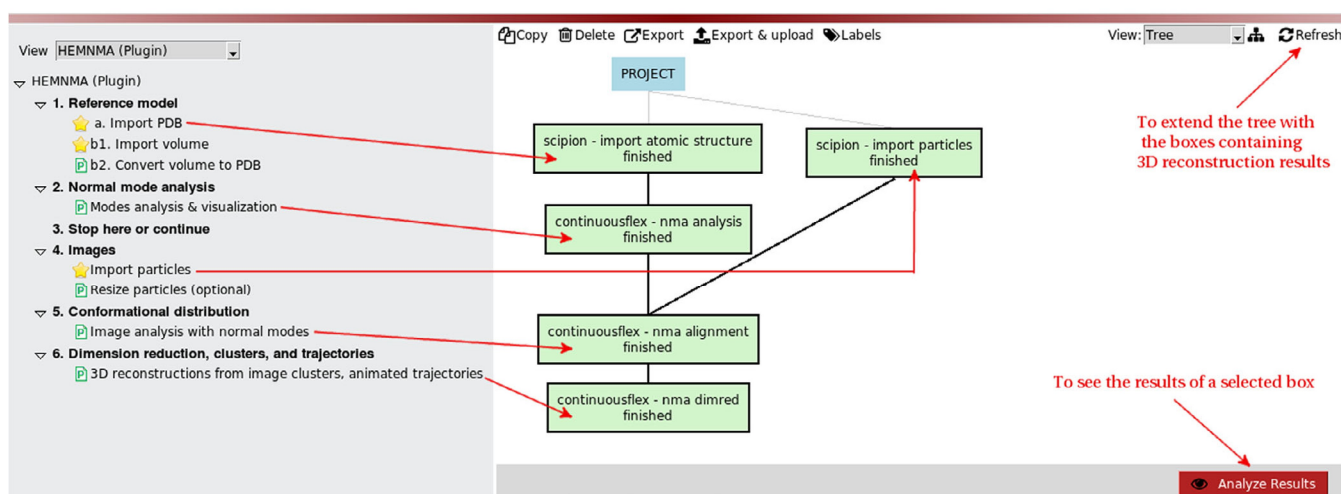 Copy Delete Export Export & upload Labels View: Tree Refresh
View HEMNMA (Plugin)
HEMNMA (Plugin)
1. Reference model
a. Import PDB
b1. Import volume
b2. Convert volume to PDB
2. Normal mode analysis
Modes analysis & visualization
3. Stop here or continue
4. Images
Import particles
Resize particles (optional)
5. Conformational distribution
Image analysis with normal modes
6. Dimension reduction, clusters, and trajectories
3D reconstructions from image clusters, animated trajectories
PROJECT
scipion - import atomic structure
finished
scipion - import particles
finished
continuousflex - nma analysis
finished
continuousflex - nma alignment
finished
continuousflex - nma dimred
finished
To extend the tree with
the boxes containing
3D reconstruction results
To see the results of a selected box
Analyze Results